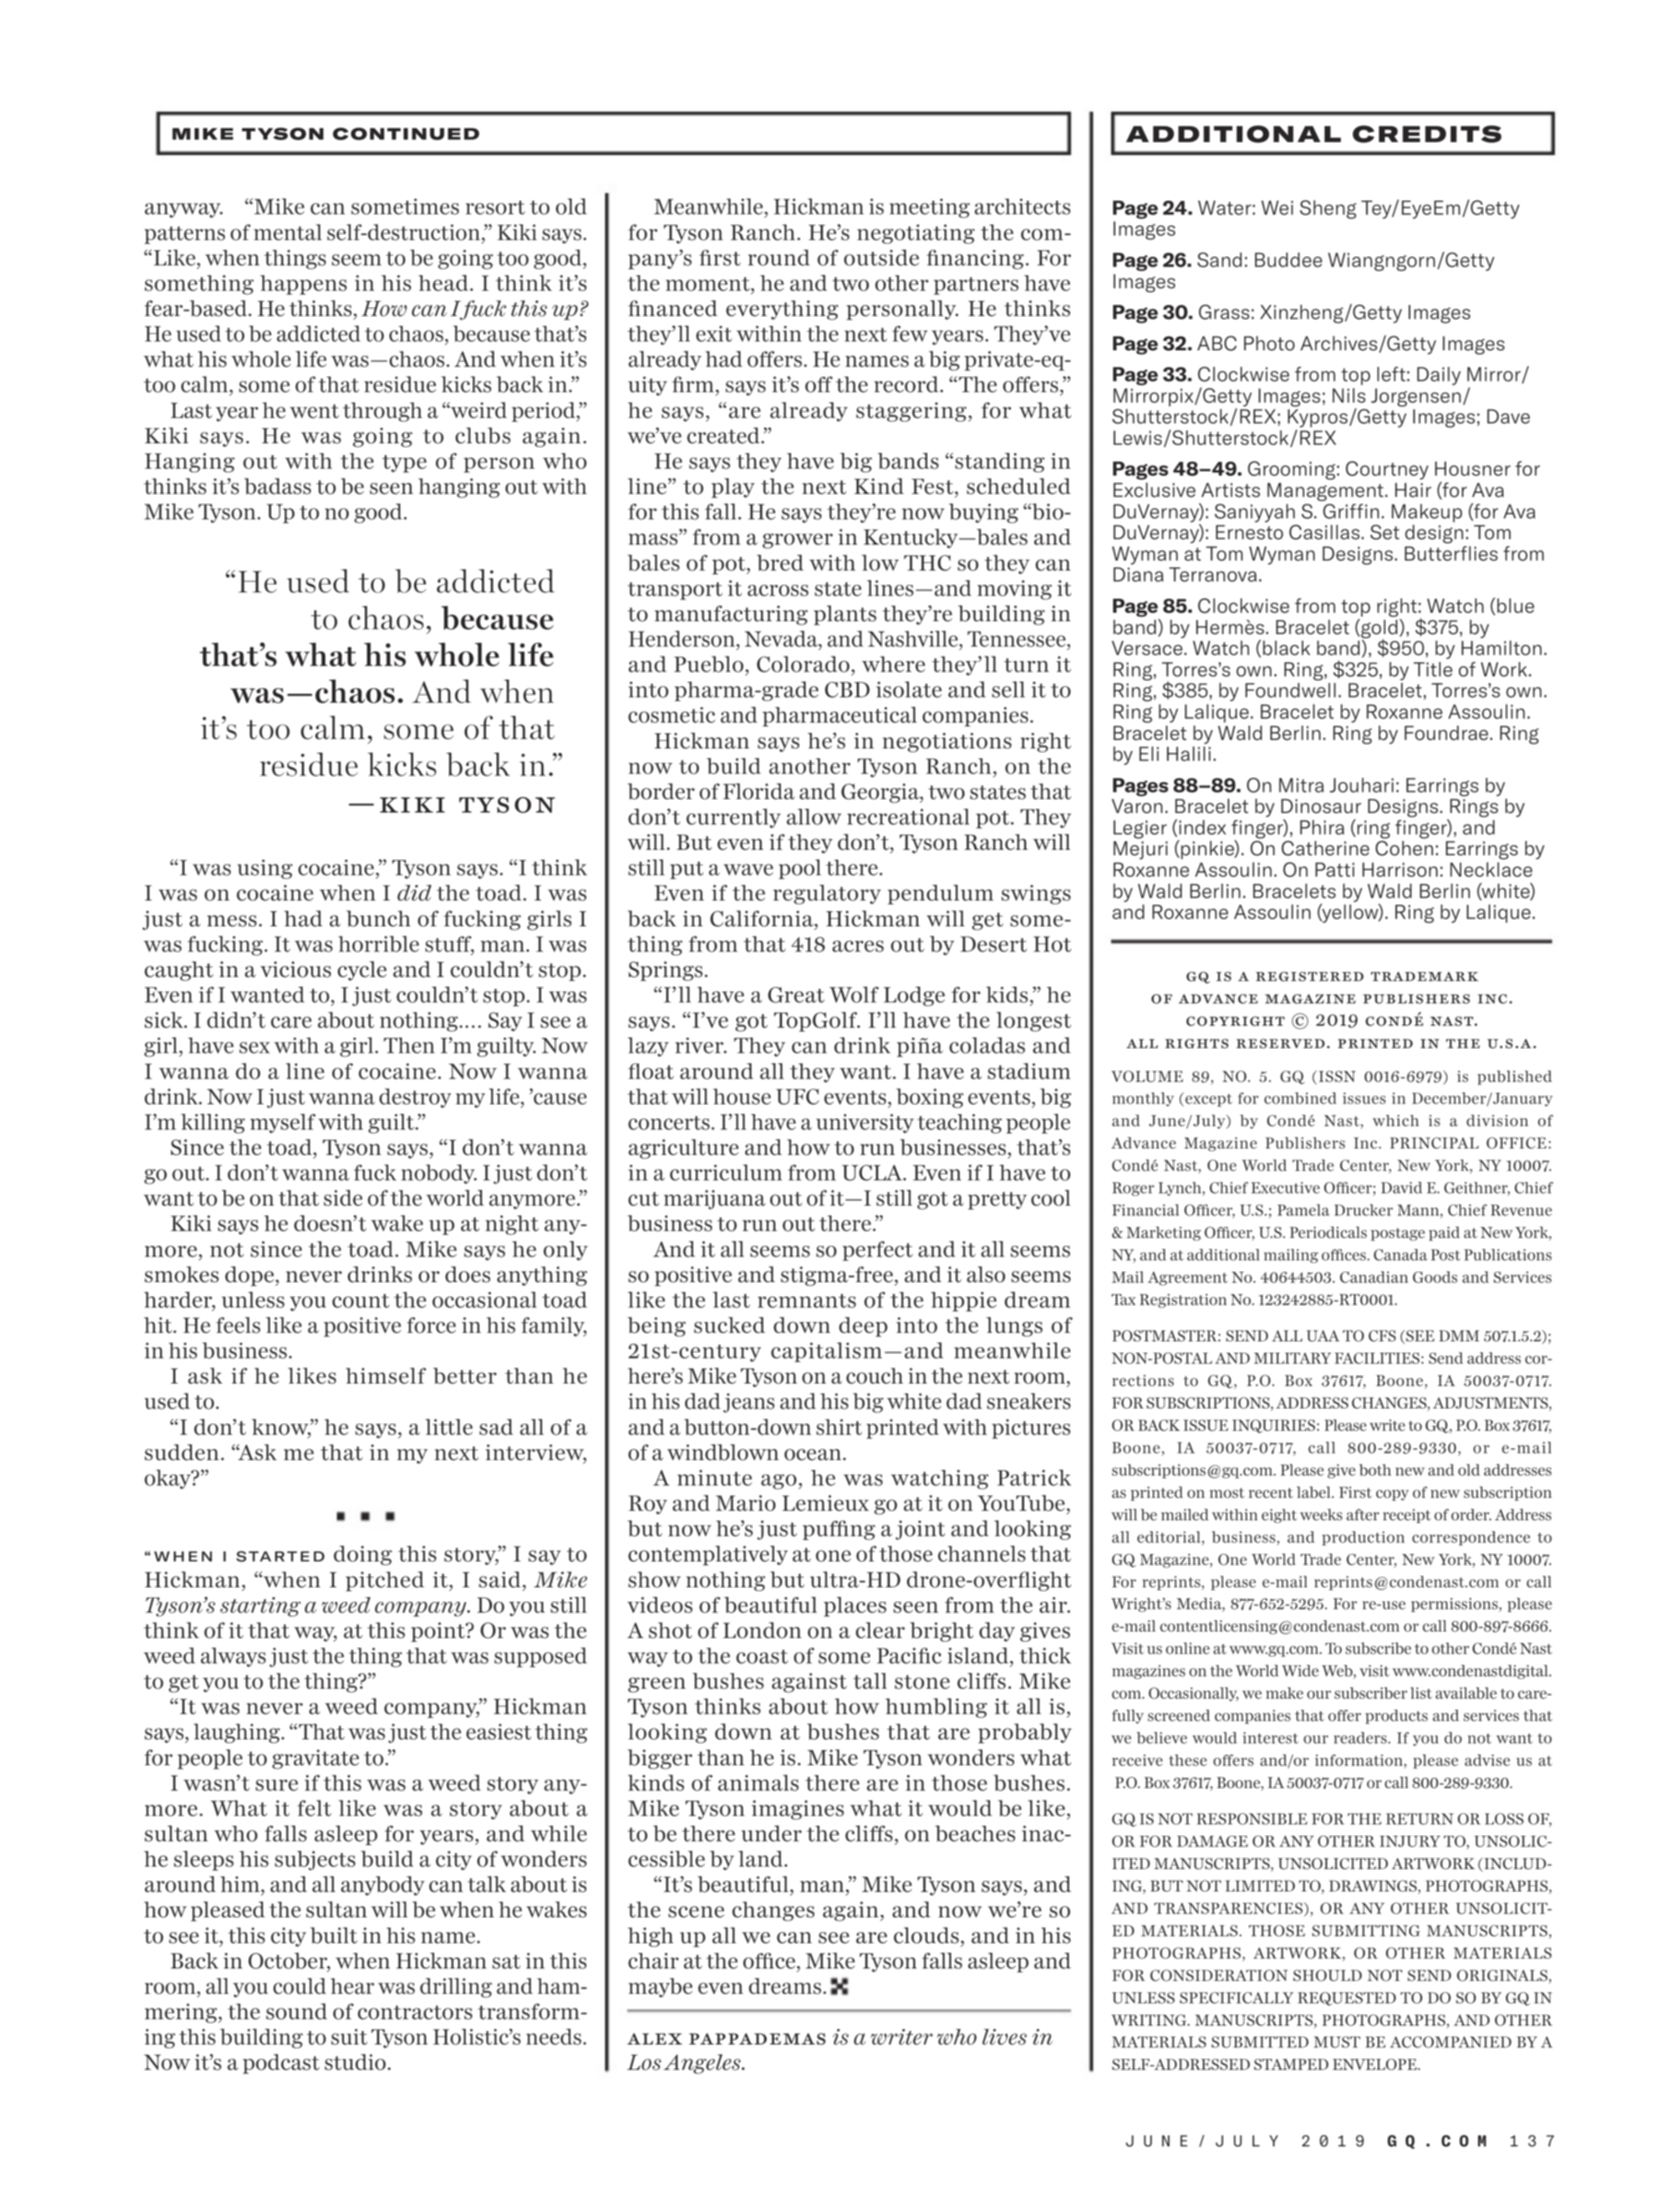 MIKE TYSON CONTINUED
anyway. “Mike can sometimes resort to old
patterns of mental self-destruction,” Kiki says.
“Like, when things seem to be going too good,
something happens in his head. I think it’s
fear-based. He thinks, How can I fuck this up?
He used to be addicted to chaos, because that’s
what his whole life was—chaos. And when it’s
too calm, some of that residue kicks back in.”
Last year he went through a “weird period,”
Kiki says. He was going to clubs again.
Hanging out with the type of person who
thinks it’s badass to be seen hanging out with
Mike Tyson. Up to no good.
“He used to be addicted
to chaos, because
that’s what his whole life
was—chaos. And when
it’s too calm, some of that
residue kicks back in.”
—KIKI TYSON
“I was using cocaine,” Tyson says. “I think
I was on cocaine when I did the toad. I was
just a mess. I had a bunch of fucking girls I
was fucking. It was horrible stuff, man. I was
caught in a vicious cycle and I couldn’t stop.
Even if I wanted to, I just couldn’t stop. I was
sick. I didn’t care about nothing.... Say I see a
girl, have sex with a girl. Then I’m guilty. Now
I wanna do a line of cocaine. Now I wanna
drink. Now I just wanna destroy my life, ’cause
I’m killing myself with guilt.”
Since the toad, Tyson says, “I don’t wanna
go out. I don’t wanna fuck nobody. I just don’t
want to be on that side of the world anymore.”
Kiki says he doesn’t wake up at night any-
more, not since the toad. Mike says he only
smokes dope, never drinks or does anything
harder, unless you count the occasional toad
hit. He feels like a positive force in his family,
in his business.
I ask if he likes himself better than he
used to.
“I don’t know,” he says, a little sad all of a
sudden. “Ask me that in my next interview,
okay?”
“WHEN I STARTED doing this story,” I say to
Hickman, “when I pitched it, I said, Mike
Tyson’s starting a weed company. Do you still
think of it that way, at this point? Or was the
weed always just the thing that was supposed
to get you to the thing?”
“It was never a weed company,” Hickman
says, laughing. “That was just the easiest thing
for people to gravitate to.”
I wasn’t sure if this was a weed story any-
more. What it felt like was a story about a
sultan who falls asleep for years, and while
he sleeps his subjects build a city of wonders
around him, and all anybody can talk about is
how pleased the sultan will be when he wakes
to see it, this city built in his name.
Back in October, when Hickman sat in this
room, all you could hear was drilling and ham-
mering, the sound of contractors transform-
ing this building to suit Tyson Holistic’s needs.
Now it’s a podcast studio.
Meanwhile, Hickman is meeting architects
for Tyson Ranch. He’s negotiating the com-
pany’s first round of outside financing. For
the moment, he and two other partners have
financed everything personally. He thinks
they’ll exit within the next few years. They’ve
already had offers. He names a big private-eq-
uity firm, says it’s off the record. “The offers,”
he says, “are already staggering, for what
we’ve created.”
He says they have big bands “standing in
line” to play the next Kind Fest, scheduled
for this fall. He says they’re now buying “bio-
mass” from a grower in Kentucky—bales and
bales of pot, bred with low THC so they can
transport it across state lines—and moving it
to manufacturing plants they’re building in
Henderson, Nevada, and Nashville, Tennessee,
and Pueblo, Colorado, where they’ll turn it
into pharma-grade CBD isolate and sell it to
cosmetic and pharmaceutical companies.
Hickman says he’s in negotiations right
now to build another Tyson Ranch, on the
border of Florida and Georgia, two states that
don’t currently allow recreational pot. They
will. But even if they don’t, Tyson Ranch will
still put a wave pool there.
Even if the regulatory pendulum swings
back in California, Hickman will get some-
thing from that 418 acres out by Desert Hot
Springs.
“I’ll have a Great Wolf Lodge for kids,” he
says. “I’ve got TopGolf. I’ll have the longest
lazy river. They can drink piña coladas and
float around all they want. I have a stadium
that will house UFC events, boxing events, big
concerts. I’ll have a university teaching people
agriculture and how to run businesses, that’s
in a curriculum from UCLA. Even if I have to
cut marijuana out of it—I still got a pretty cool
business to run out there.”
And it all seems so perfect and it all seems
so positive and stigma-free, and it also seems
like the last remnants of the hippie dream
being sucked down deep into the lungs of
21st-century capitalism—and meanwhile
here’s Mike Tyson on a couch in the next room,
in his dad jeans and his big white dad sneakers
and a button-down shirt printed with pictures
of a windblown ocean.
A minute ago, he was watching Patrick
Roy and Mario Lemieux go at it on YouTube,
but now he’s just puffing a joint and looking
contemplatively at one of those channels that
show nothing but ultra-HD drone-overflight
videos of beautiful places seen from the air.
A shot of London on a clear bright day gives
way to the coast of some Pacific island, thick
green bushes against tall stone cliffs. Mike
Tyson thinks about how humbling it all is,
looking down at bushes that are probably
bigger than he is. Mike Tyson wonders what
kinds of animals there are in those bushes.
Mike Tyson imagines what it would be like,
to be there under the cliffs, on beaches inac-
cessible by land.
“It’s beautiful, man,” Mike Tyson says, and
the scene changes again, and now we’re so
high up all we can see are clouds, and in his
chair at the office, Mike Tyson falls asleep and
maybe even dreams.
ALEX PAPPADEMAS is a writer who lives in
Los Angeles.
ADDITIONAL CREDITS
Page 24. Water: Wei Sheng Tey/EyeEm/Getty
Images
Page 26. Sand: Buddee Wiangngorn/Getty
Images
Page 30. Grass: Xinzheng/Getty Images
Page 32. ABC Photo Archives/Getty Images
Page 33. Clockwise from top left: Daily Mirror/
Mirrorpix/Getty Images; Nils Jorgensen/
Shutterstock/REX; Kypros/Getty Images; Dave
Lewis/Shutterstock/REX
Pages 48–49. Grooming: Courtney Housner for
Exclusive Artists Management. Hair (for Ava
DuVernay): Saniyyah S. Griffin. Makeup (for Ava
DuVernay): Ernesto Casillas. Set design: Tom
Wyman at Tom Wyman Designs. Butterflies from
Diana Terranova.
Page 85. Clockwise from top right: Watch (blue
band) by Hermès. Bracelet (gold), $375, by
Versace. Watch (black band), $950, by Hamilton.
Ring, Torres’s own. Ring, $325, by Title of Work.
Ring, $385, by Foundwell. Bracelet, Torres’s own.
Ring by Lalique. Bracelet by Roxanne Assoulin.
Bracelet by Wald Berlin. Ring by Foundrae. Ring
by Eli Halili.
Pages 88–89. On Mitra Jouhari: Earrings by
Varon. Bracelet by Dinosaur Designs. Rings by
Legier (index finger), Phira (ring finger), and
Mejuri (pinkie). On Catherine Cohen: Earrings by
Roxanne Assoulin. On Patti Harrison: Necklace
by Wald Berlin. Bracelets by Wald Berlin (white)
and Roxanne Assoulin (yellow). Ring by Lalique.
GQ IS A REGISTERED TRADEMARK
OF ADVANCE MAGAZINE PUBLISHERS INC.
COPYRIGHT © 2019 CONDÉ NAST.
ALL RIGHTS RESERVED. PRINTED IN THE U.S.A.
VOLUME 89, NO. 5. GQ (ISSN 0016-6979) is published
monthly (except for combined issues in December/January
and June/July) by Condé Nast, which is a division of
Advance Magazine Publishers Inc. PRINCIPAL OFFICE:
Condé Nast, One World Trade Center, New York, NY 10007.
Roger Lynch, Chief Executive Officer; David E. Geithner, Chief
Financial Officer, U.S.; Pamela Drucker Mann, Chief Revenue
& Marketing Officer, U.S. Periodicals postage paid at New York,
NY, and at additional mailing offices. Canada Post Publications
Mail Agreement No. 40644503. Canadian Goods and Services
Tax Registration No. 123242885-RT0001.
POSTMASTER: SEND ALL UAA TO CFS (SEE DMM 507.1.5.2);
NON-POSTAL AND MILITARY FACILITIES: Send address cor-
rections to GQ, P.O. Box 37617, Boone, IA 50037-0717.
FOR SUBSCRIPTIONS, ADDRESS CHANGES, ADJUSTMENTS,
OR BACK ISSUE INQUIRIES: Please write to GQ, P.O. Box 37617,
Boone, IA 50037-0717, call 800-289-9330, or e-mail
subscriptions@gq.com. Please give both new and old addresses
as printed on most recent label. First copy of new subscription
will be mailed within eight weeks after receipt of order. Address
all editorial, business, and production correspondence to
GQ Magazine, One World Trade Center, New York, NY 10007.
For reprints, please e-mail reprints@condenast.com or call
Wright’s Media, 877-652-5295. For re-use permissions, please
e-mail contentlicensing@condenast.com or call 800-897-8666.
Visit us online at www.gq.com. To subscribe to other Condé Nast
magazines on the World Wide Web, visit www.condenastdigital.
com. Occasionally, we make our subscriber list available to care-
fully screened companies that offer products and services that
we believe would interest our readers. If you do not want to
receive these offers and/or information, please advise us at
P.O. Box 37617, Boone, IA 50037-0717 or call 800-289-9330.
GQ IS NOT RESPONSIBLE FOR THE RETURN OR LOSS OF,
OR FOR DAMAGE OR ANY OTHER INJURY TO, UNSOLIC-
ITED MANUSCRIPTS, UNSOLICITED ARTWORK (INCLUD-
ING, BUT NOT LIMITED TO, DRAWINGS, PHOTOGRAPHS,
AND TRANSPARENCIES), OR ANY OTHER UNSOLICIT-
ED MATERIALS. THOSE SUBMITTING MANUSCRIPTS,
PHOTOGRAPHS, ARTWORK, OR OTHER MATERIALS
FOR CONSIDERATION SHOULD NOT SEND ORIGINALS,
UNLESS SPECIFICALLY REQUESTED TO DO SO BY GQ IN
WRITING. MANUSCRIPTS, PHOTOGRAPHS, AND OTHER
MATERIALS SUBMITTED MUST BE ACCOMPANIED BY A
SELF-ADDRESSED STAMPED ENVELOPE.
JUNE/JULY 2019 GQ.COM 137